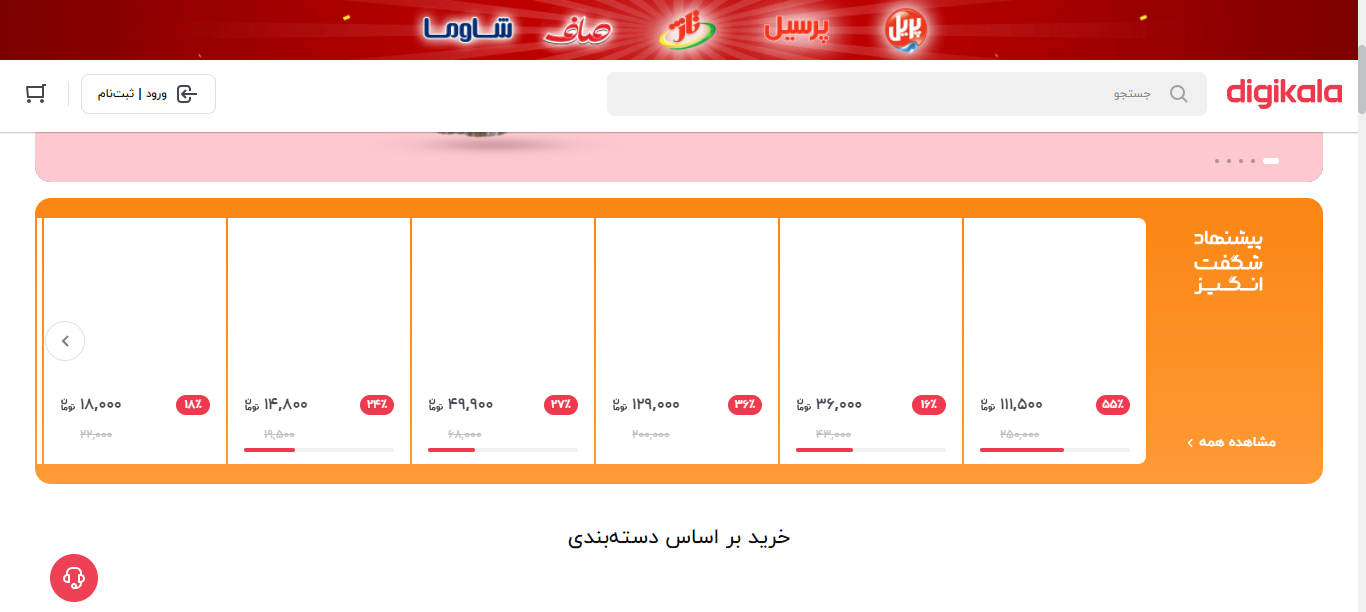 پریل
پرسیل
تاژ
صاف
شاوما
digikala
جستجو
ورود | ثبت‌نام
پیشنهاد
شگفت
انگیز
مشاهده همه
۵۵٪ ۱۱۱,۵۰۰ تومان
۲۵۰,۰۰۰
۱۶٪ ۳۶,۰۰۰ تومان
۴۳,۰۰۰
۳۶٪ ۱۲۹,۰۰۰ تومان
۲۰۰,۰۰۰
۲۷٪ ۴۹,۹۰۰ تومان
۶۸,۰۰۰
۲۴٪ ۱۴,۸۰۰ تومان
۱۹,۵۰۰
۱۸٪ ۱۸,۰۰۰ تومان
۲۲,۰۰۰
خرید بر اساس دسته‌بندی